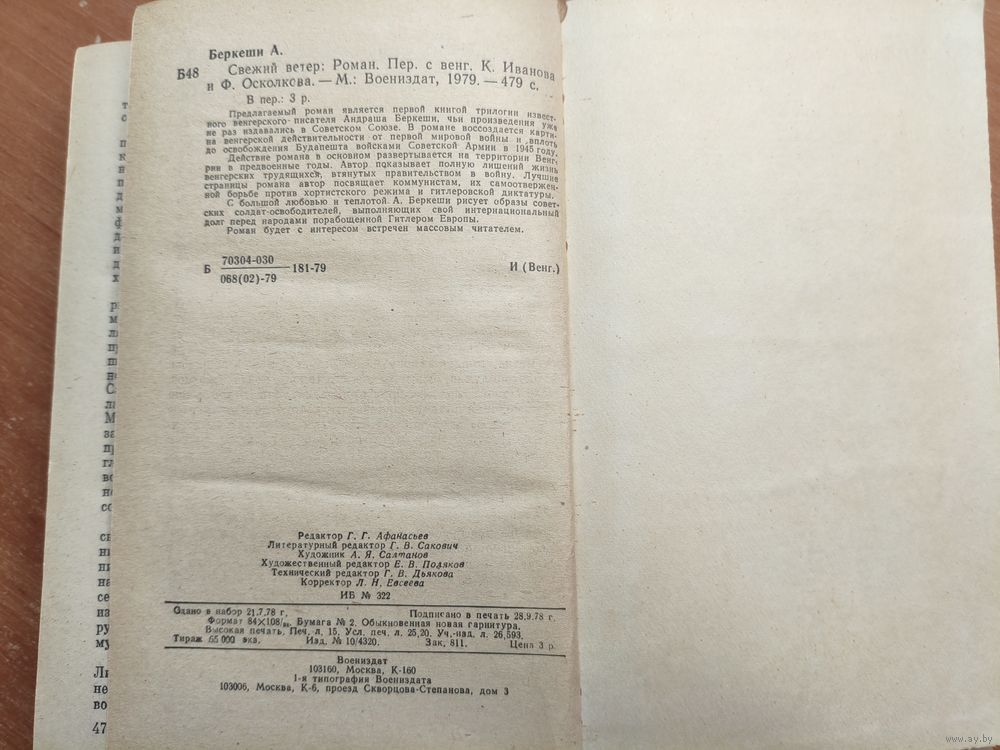 Беркеши А.
Б48
Свежий ветер: Роман. Пер. с венг. К. Иванова
и Ф. Осколкова. — М.: Воениздат, 1979. — 479 с.
В пер.: 3 р.
Предлагаемый роман является первой книгой трилогии извест-
ного венгерского писателя Андраша Беркеши, чьи произведения уже
не раз издавались в Советском Союзе. В романе воссоздается карти-
на венгерской действительности от первой мировой войны и вплоть
до освобождения Будапешта войсками Советской Армии в 1945 году.
Действие романа в основном развертывается на территории Венг-
рии в предвоенные годы. Автор показывает полную лишений жизнь
венгерских трудящихся, втянутых правительством в войну. Лучшие
страницы романа автор посвящает коммунистам, их самоотвержен-
ной борьбе против хортистского режима и гитлеровской диктатуры.
С большой любовью и теплотой А. Беркеши рисует образы совет-
ских солдат-освободителей, выполняющих свой интернациональный
долг перед народами порабощенной Гитлером Европы.
Роман будет с интересом встречен массовым читателем.
Б 70304-030
068(02)-79 181-79 И (Венг.)
Редактор Г. Г. Афанасьев
Литературный редактор Г. В. Сакович
Художник А. Я. Салтанов
Художественный редактор Е. В. Поляков
Технический редактор Г. В. Дьякова
Корректор Л. Н. Евсеева
ИБ № 322
Сдано в набор 21.7.78 г. Подписано в печать 28.9.78 г.
Формат 84×108/ Бумага № 2. Обыкновенная новая гарнитура.
Высокая печать. Печ. л. 15. Усл. печ. л. 25,20. Уч.-изд. л. 26,593.
Тираж 65 000 экз. Изд. № 10/4320. Зак. 811. Цена 3 р.
Воениздат
103160, Москва, К-160
1-я типография Воениздата
103006, Москва, К-6, проезд Скворцова-Степанова, дом 3
47
www.ay.by